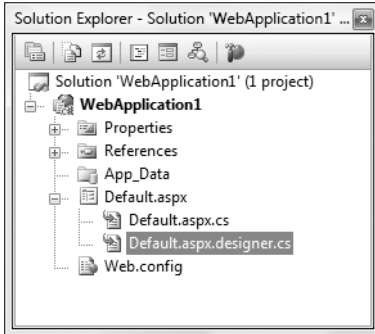 Solution Explorer - Solution 'WebApplication1' ...
Solution 'WebApplication1' (1 project)
WebApplication1
Properties
References
App_Data
Default.aspx
Default.aspx.cs
Default.aspx.designer.cs
Web.config